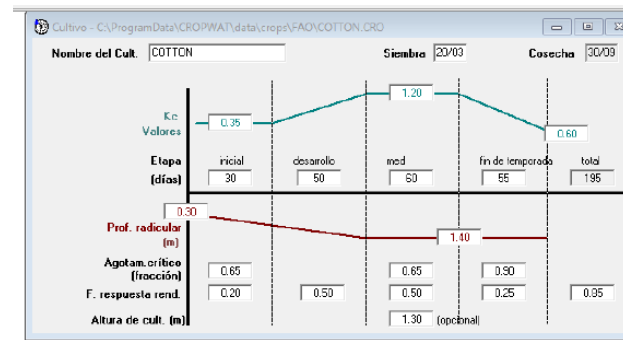 Cultivo - C:\ProgramData\CROPWAT\data\crops\FAO\COTTON.CRO
Nombre del Cult. COTTON Siembra 20/03 Cosecha 30/09
1.20
Kc Valores 0.35 0.60
Etapa (días) inicial desarrollo med fin de temporada total
30 50 60 55 195
0.30
Prof. radicular (m) 1.40
Agotam.crítico (fracción) 0.65 0.65 0.90
F. respuesta rend. 0.20 0.50 0.50 0.25 0.85
Altura de cult. (m) 1.30 (opcional)